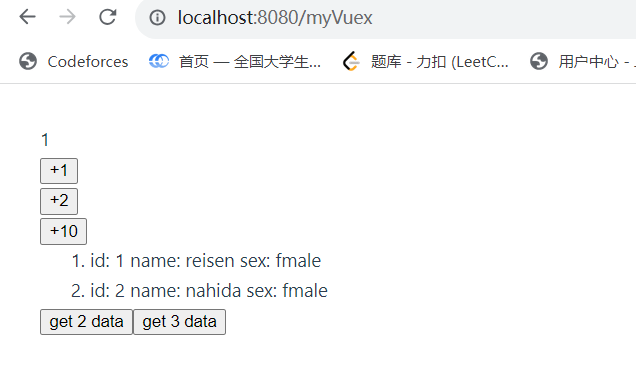 localhost:8080/myVuex
Codeforces 首页 — 全国大学生... 题库 - 力扣 (LeetC... 用户中心 -
1
+1
+2
+10
1. id: 1 name: reisen sex: fmale
2. id: 2 name: nahida sex: fmale
get 2 data get 3 data